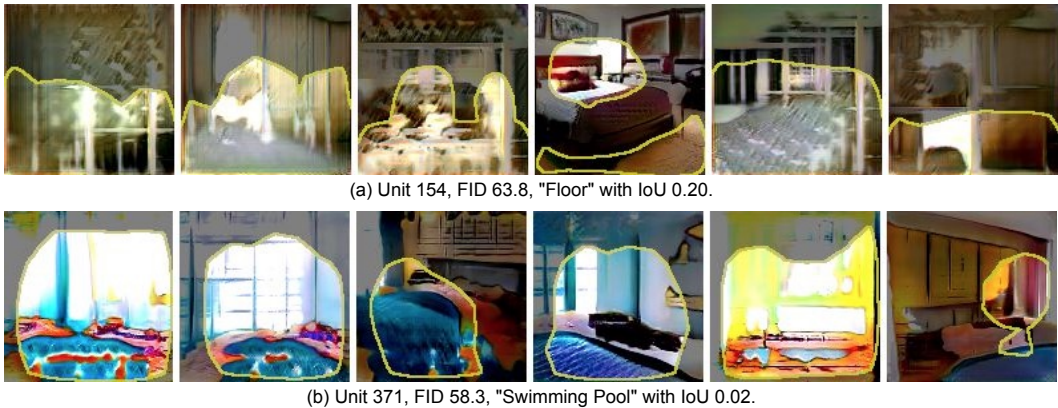 (a) Unit 154, FID 63.8, "Floor" with IoU 0.20.
(b) Unit 371, FID 58.3, "Swimming Pool" with IoU 0.02.